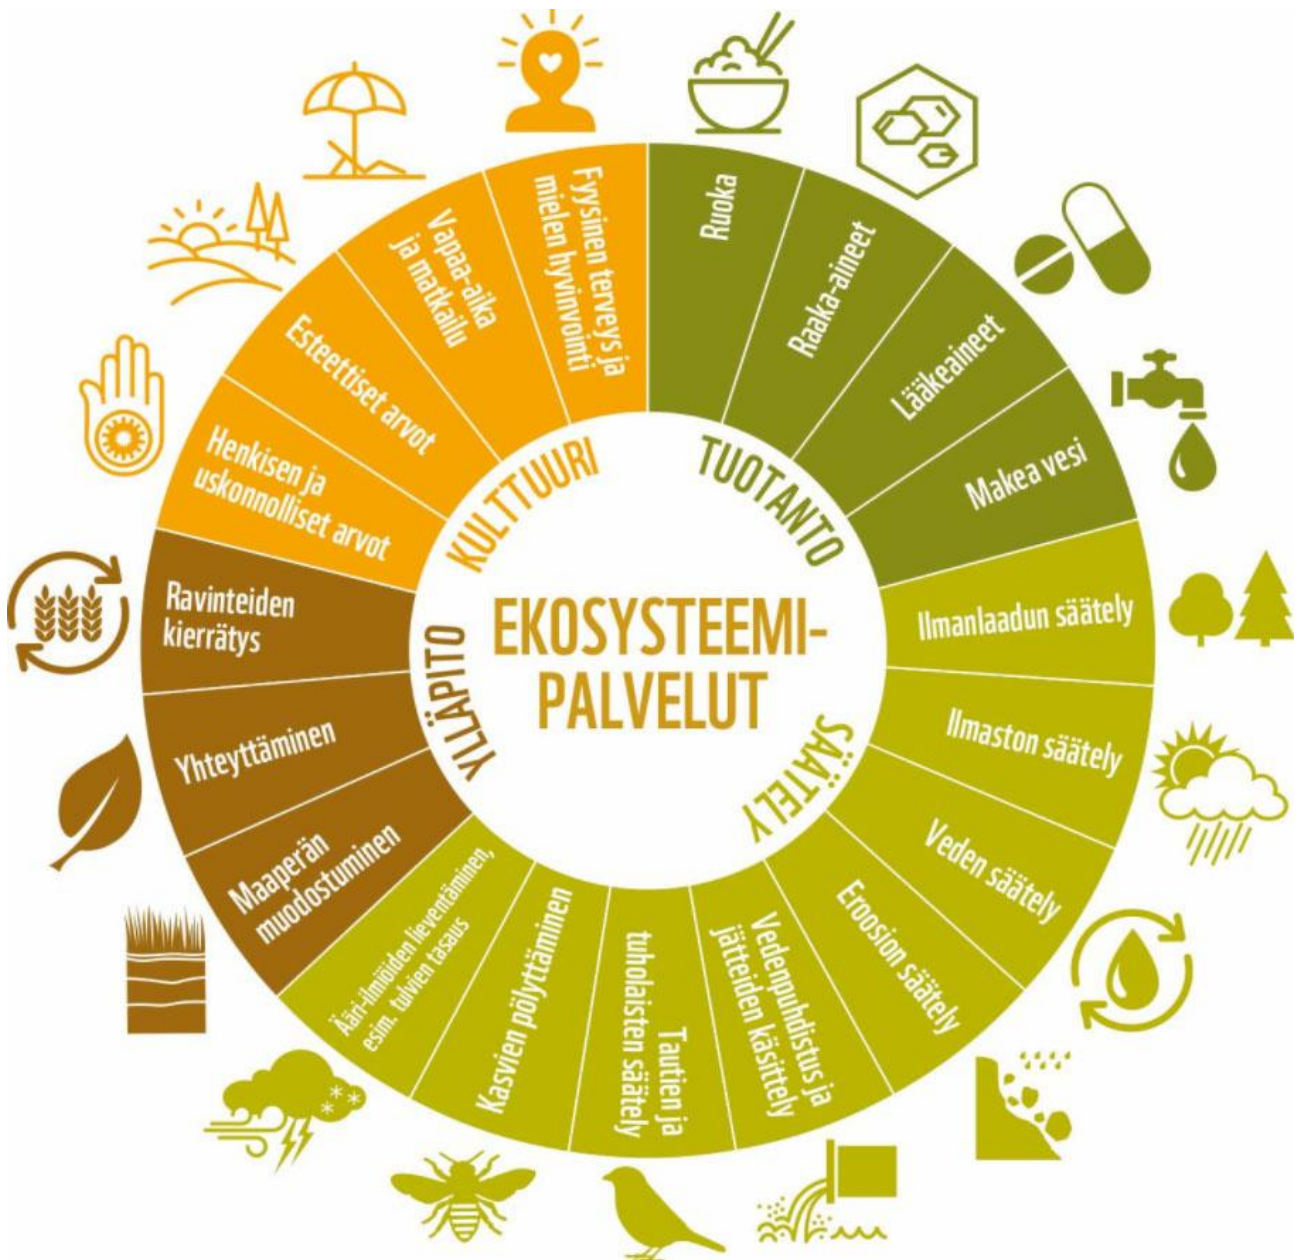 EKOSYSTEEMI-
PALVELUT
TUOTANTO
Ruoka
Raaka-aineet
Lääkeaineet
Makea vesi
SÄÄTELY
Ilmanlaadun säätely
Ilmaston säätely
Veden säätely
Eroosion säätely
Vedenpuhdistus ja
jätteiden käsittely
Tautien ja
tuholaisten säätely
Kasvien pölyttäminen
Ääri-ilmiöiden lieventäminen,
esim. tulvien tasaus
YLLÄPITO
Maaperän
muodostuminen
Yhteyttäminen
Ravinteiden
kierrätys
KULTTUURI
Henkisen ja
uskonnolliset arvot
Esteettiset arvot
Vapaa-aika
ja matkailu
Fyysinen terveys ja
mielen hyvinvointi